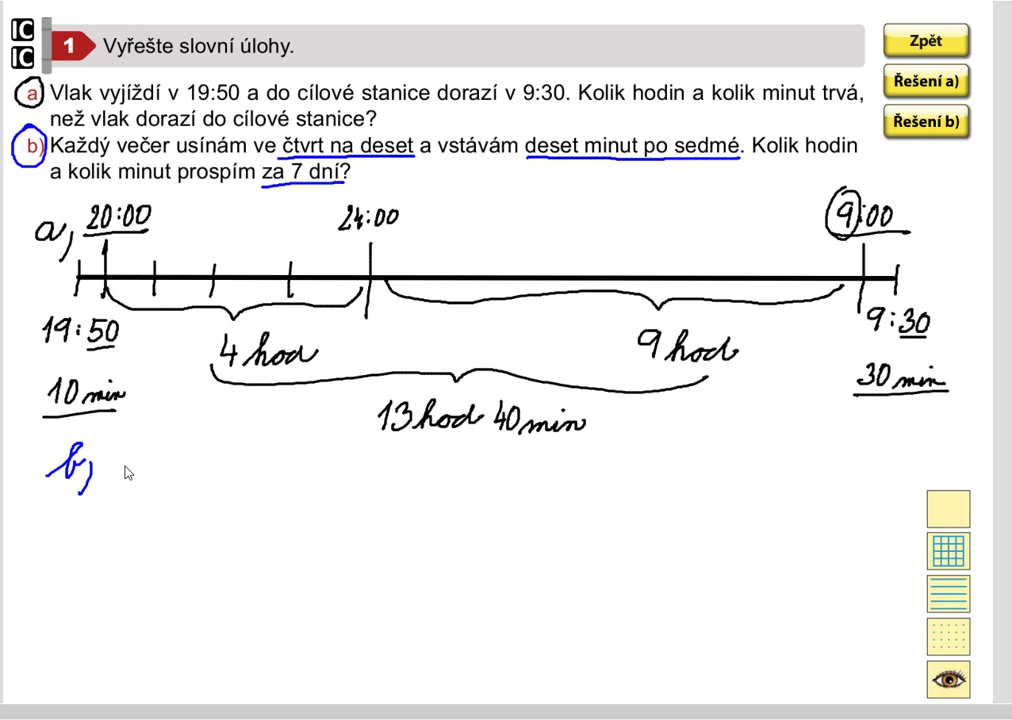 IC
IC
1 Vyřešte slovní úlohy.
Zpět
Řešení a)
Řešení b)
a) Vlak vyjíždí v 19:50 a do cílové stanice dorazí v 9:30. Kolik hodin a kolik minut trvá,
než vlak dorazí do cílové stanice?
b) Každý večer usínám ve čtvrt na deset a vstávám deset minut po sedmé. Kolik hodin
a kolik minut prospím za 7 dní?
a) 20:00 24:00 9:00
19:50 4 hod 9 hod 9:30
10 min 30 min
13 hod 40 min
b)